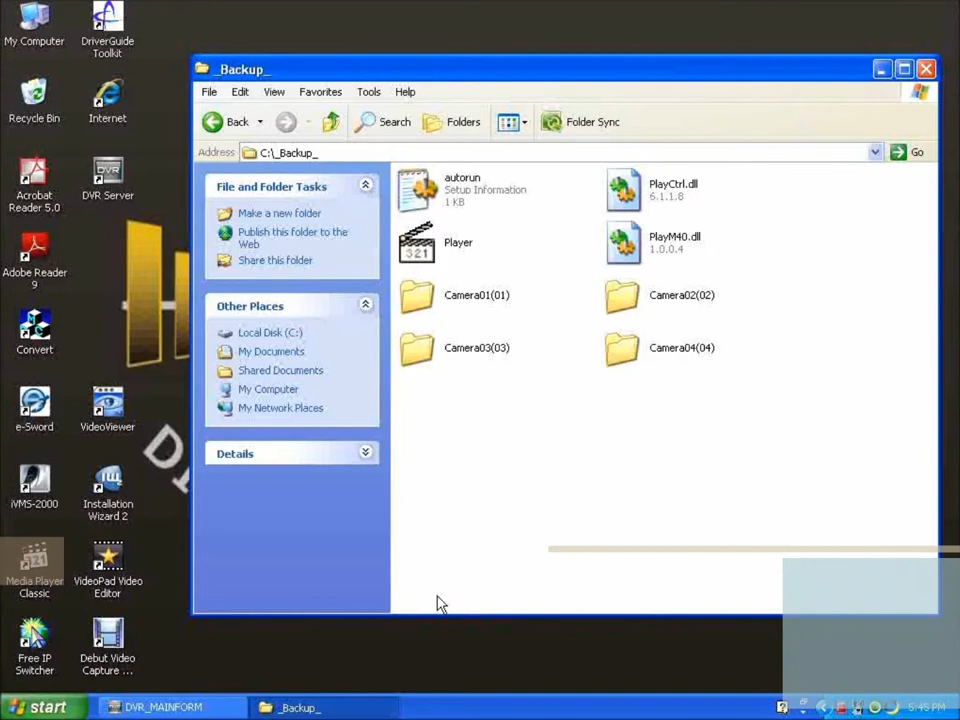 My Computer
DriverGuide
Toolkit
Recycle Bin
Internet
Acrobat
Reader 5.0
DVR
DVR Server
Adobe Reader
9
Convert
e-Sword
VideoViewer
iVMS-2000
Installation
Wizard 2
321
Media Player
Classic
VideoPad Video
Editor
Free IP
Switcher
Debut Video
Capture ...
_Backup_
File Edit View Favorites Tools Help
Back Search Folders Folder Sync
Address C:\_Backup_ Go
File and Folder Tasks
Make a new folder
Publish this folder to the
Web
Share this folder
Other Places
Local Disk (C:)
My Documents
Shared Documents
My Computer
My Network Places
Details
autorun
Setup Information
1 KB
PlayCtrl.dll
6.1.1.8
321
Player
PlayM40.dll
1.0.0.4
Camera01(01)
Camera02(02)
Camera03(03)
Camera04(04)
start DVR_MAINFORM _Backup_ 5:45 PM